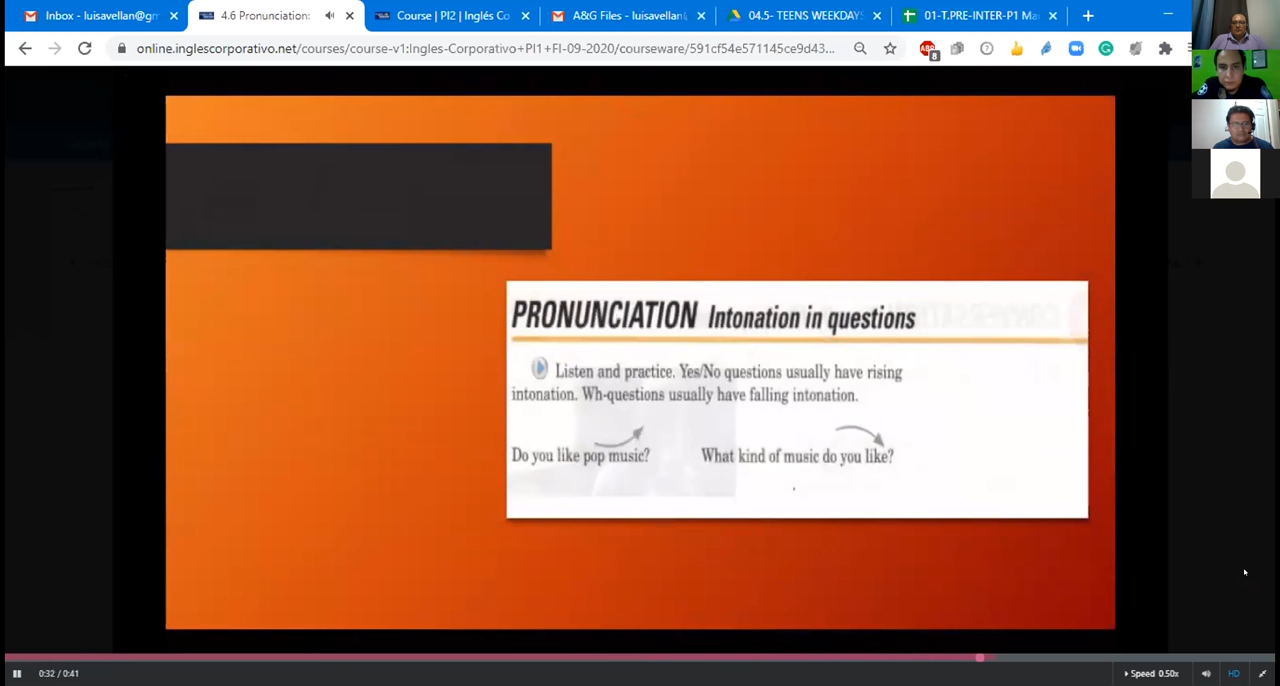 Inbox - luisavellan@gm
4.6 Pronunciation:
Course | PI2 | Inglés Co
A&G Files - luisavellan@
04.5- TEENS WEEKDAYS
01-T.PRE-INTER-P1 Ma
online.inglescorporativo.net/courses/course-v1:Ingles-Corporativo+PI1+FI-09-2020/courseware/591cf54e571145ce9d43...
ABP
8
PRONUNCIATION Intonation in questions
Listen and practice. Yes/No questions usually have rising
intonation. Wh-questions usually have falling intonation.
Do you like pop music? What kind of music do you like?
0:32 / 0:41
Speed 0.50x
HD